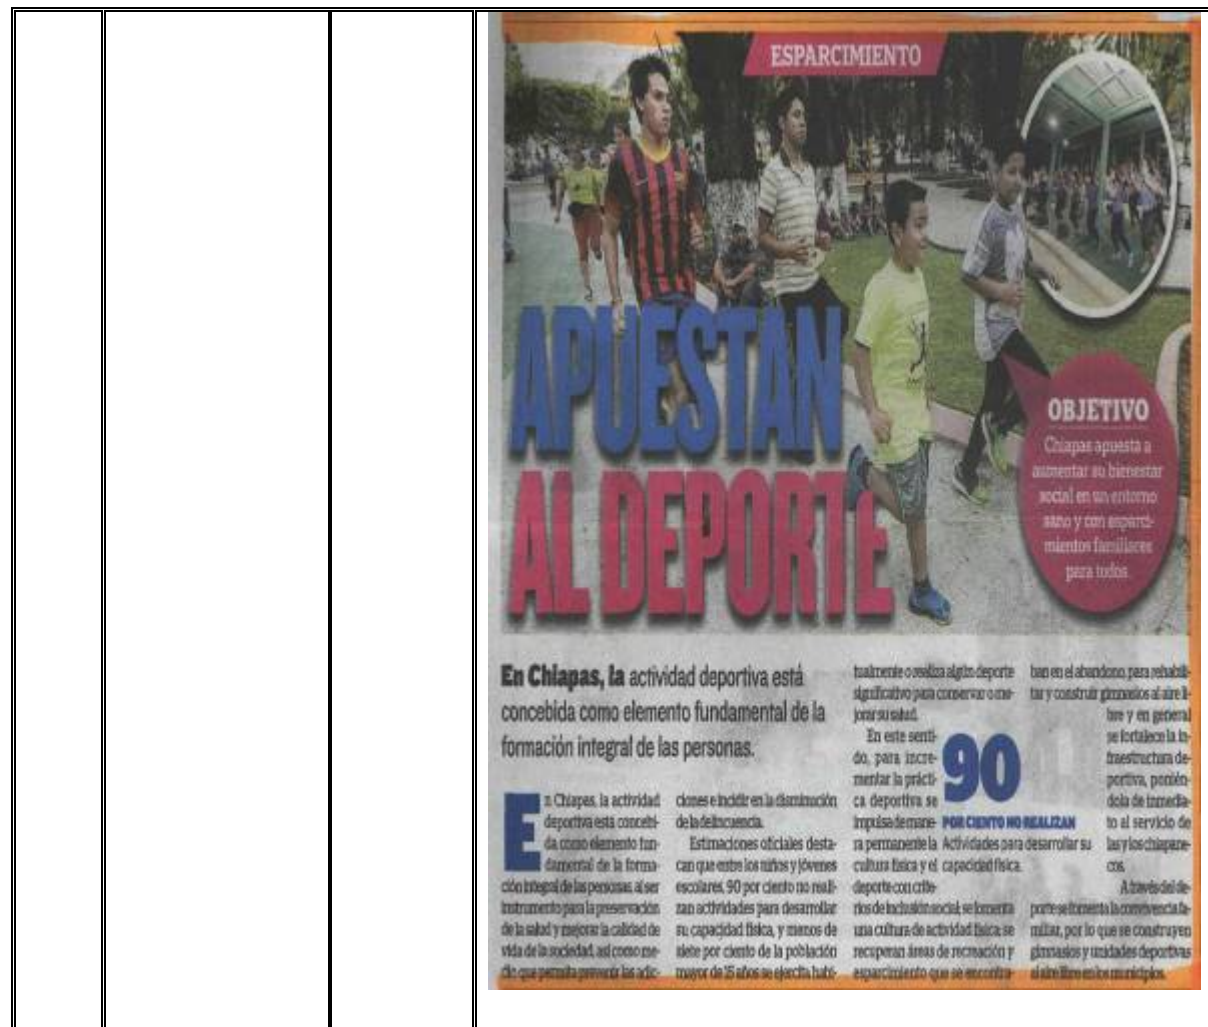 ESPARCIMIENTO
APUESTAN
AL DEPORTE
OBJETIVO
Chiapas apuesta a
aumentar su bienestar
social en un entorno
sano y con esparci-
mientos familiares
para todos.
En Chiapas, la actividad deportiva está
concebida como elemento fundamental de la
formación integral de las personas.
En Chiapas, la actividad
deportiva está concebi-
da como elemento fun-
damental de la forma-
ción integral de las personas, al ser
instrumento para la preservación
de la salud y mejorar la calidad de
vida de la sociedad, así como me-
dio que permita prevenir las adic-
ciones e incidir en la disminución
de la delincuencia.
Estimaciones oficiales desta-
can que entre los niños y jóvenes
escolares, 90 por ciento no reali-
zan actividades para desarrollar
su capacidad física, y menos de
siete por ciento de la población
mayor de 15 años se ejercita habi-
tualmente o realiza algún deporte
significativo para conservar o me-
jorar su salud.
En este senti-
do, para incre-
mentar la prácti-
ca deportiva se
impulsa de mane-
ra permanente la
cultura física y el
deporte con crite-
rios de inclusión social; se fomenta
una cultura de actividad física; se
recuperan áreas de recreación y
esparcimiento que se encontra-
ban en el abandono, para rehabili-
tar y construir gimnasios al aire li-
bre y en general
se fortalece la in-
fraestructura de-
portiva, ponién-
dola de inmedia-
to al servicio de
las y los chiapane-
cos.
A través del de-
porte se fomenta la convivencia fa-
miliar, por lo que se construyen
gimnasios y unidades deportivas
al aire libre en los municipios.
90
POR CIENTO NO REALIZAN
Actividades para desarrollar su
capacidad física.